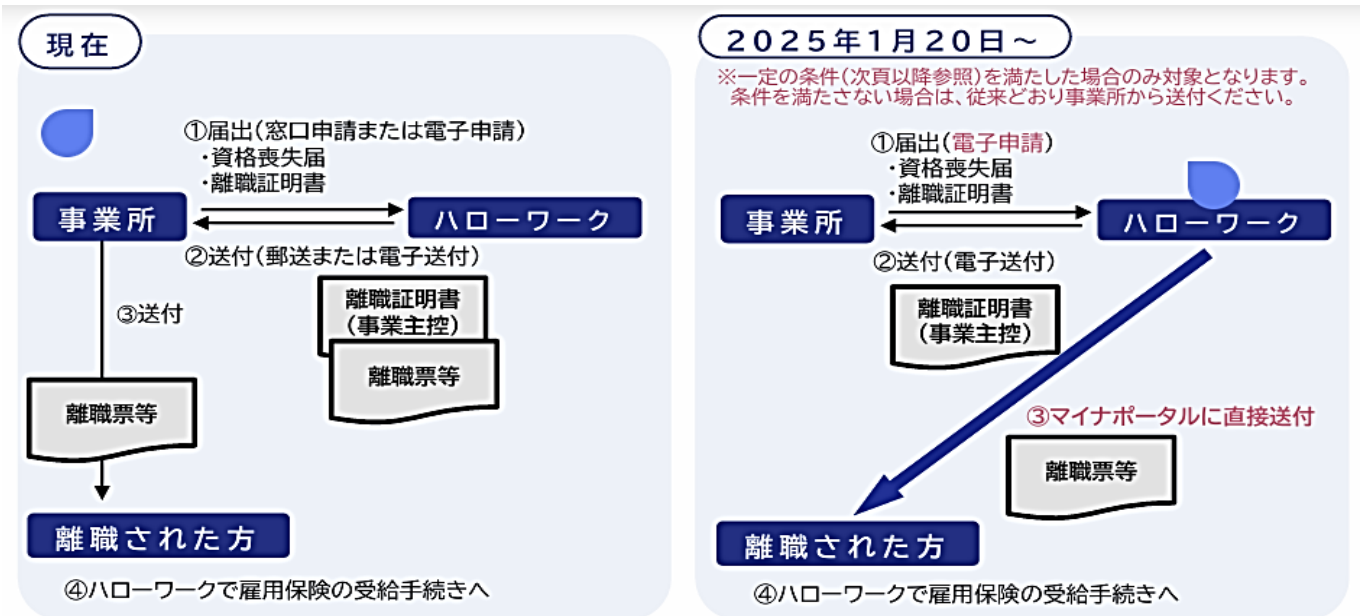 現在
①届出(窓口申請または電子申請)
・資格喪失届
・離職証明書
事業所
ハローワーク
②送付(郵送または電子送付)
離職証明書
(事業主控)
離職票等
③送付
離職票等
離職された方
④ハローワークで雇用保険の受給手続きへ
2025年1月20日~
※一定の条件(次頁以降参照)を満たした場合のみ対象となります。
条件を満たさない場合は、従来どおり事業所から送付ください。
①届出(電子申請)
・資格喪失届
・離職証明書
事業所
ハローワーク
②送付(電子送付)
離職証明書
(事業主控)
③マイナポータルに直接送付
離職票等
離職された方
④ハローワークで雇用保険の受給手続きへ